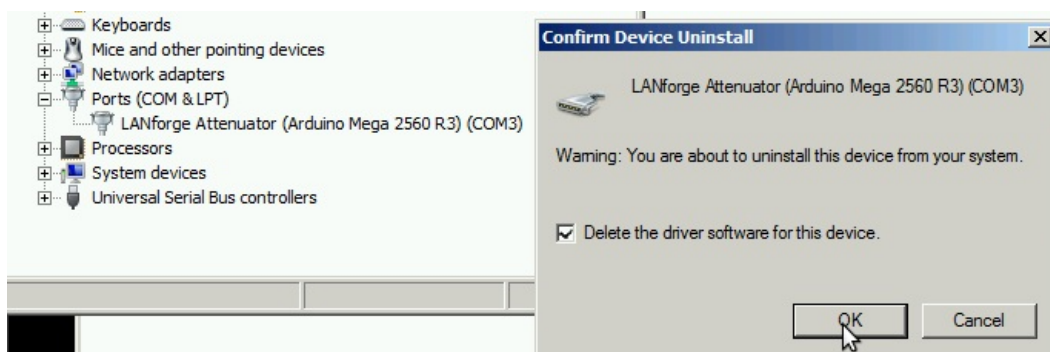 Keyboards
Mice and other pointing devices
Network adapters
Ports (COM & LPT)
LANforge Attenuator (Arduino Mega 2560 R3) (COM3)
Processors
System devices
Universal Serial Bus controllers
Confirm Device Uninstall
LANforge Attenuator (Arduino Mega 2560 R3) (COM3)
Warning: You are about to uninstall this device from your system.
Delete the driver software for this device.
OK
Cancel